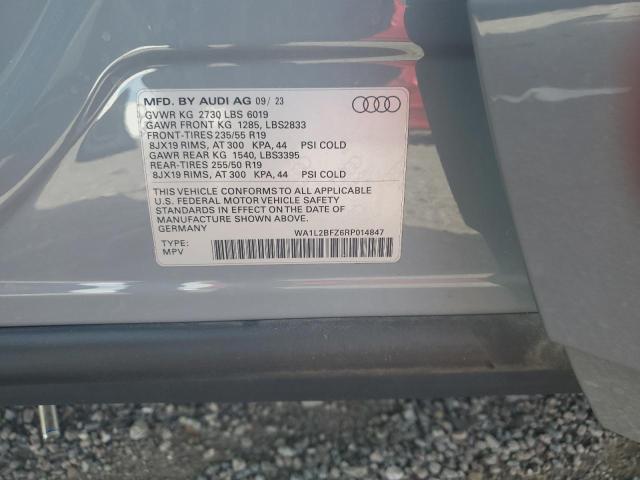 MFD. BY AUDI AG 09/23
GVWR KG 2730 LBS 6019
GAWR FRONT KG 1285, LBS2833
FRONT-TIRES 235/55 R19
8JX19 RIMS, AT 300 KPA, 44 PSI COLD
GAWR REAR KG 1540, LBS3395
REAR-TIRES 255/50 R19
8JX19 RIMS, AT 300 KPA, 44 PSI COLD
THIS VEHICLE CONFORMS TO ALL APPLICABLE
U.S. FEDERAL MOTOR VEHICLE SAFETY
STANDARDS IN EFFECT ON THE DATE OF
MANUFACTURE SHOWN ABOVE.
GERMANY
WA1L2BFZ6RP014847
TYPE:
MPV